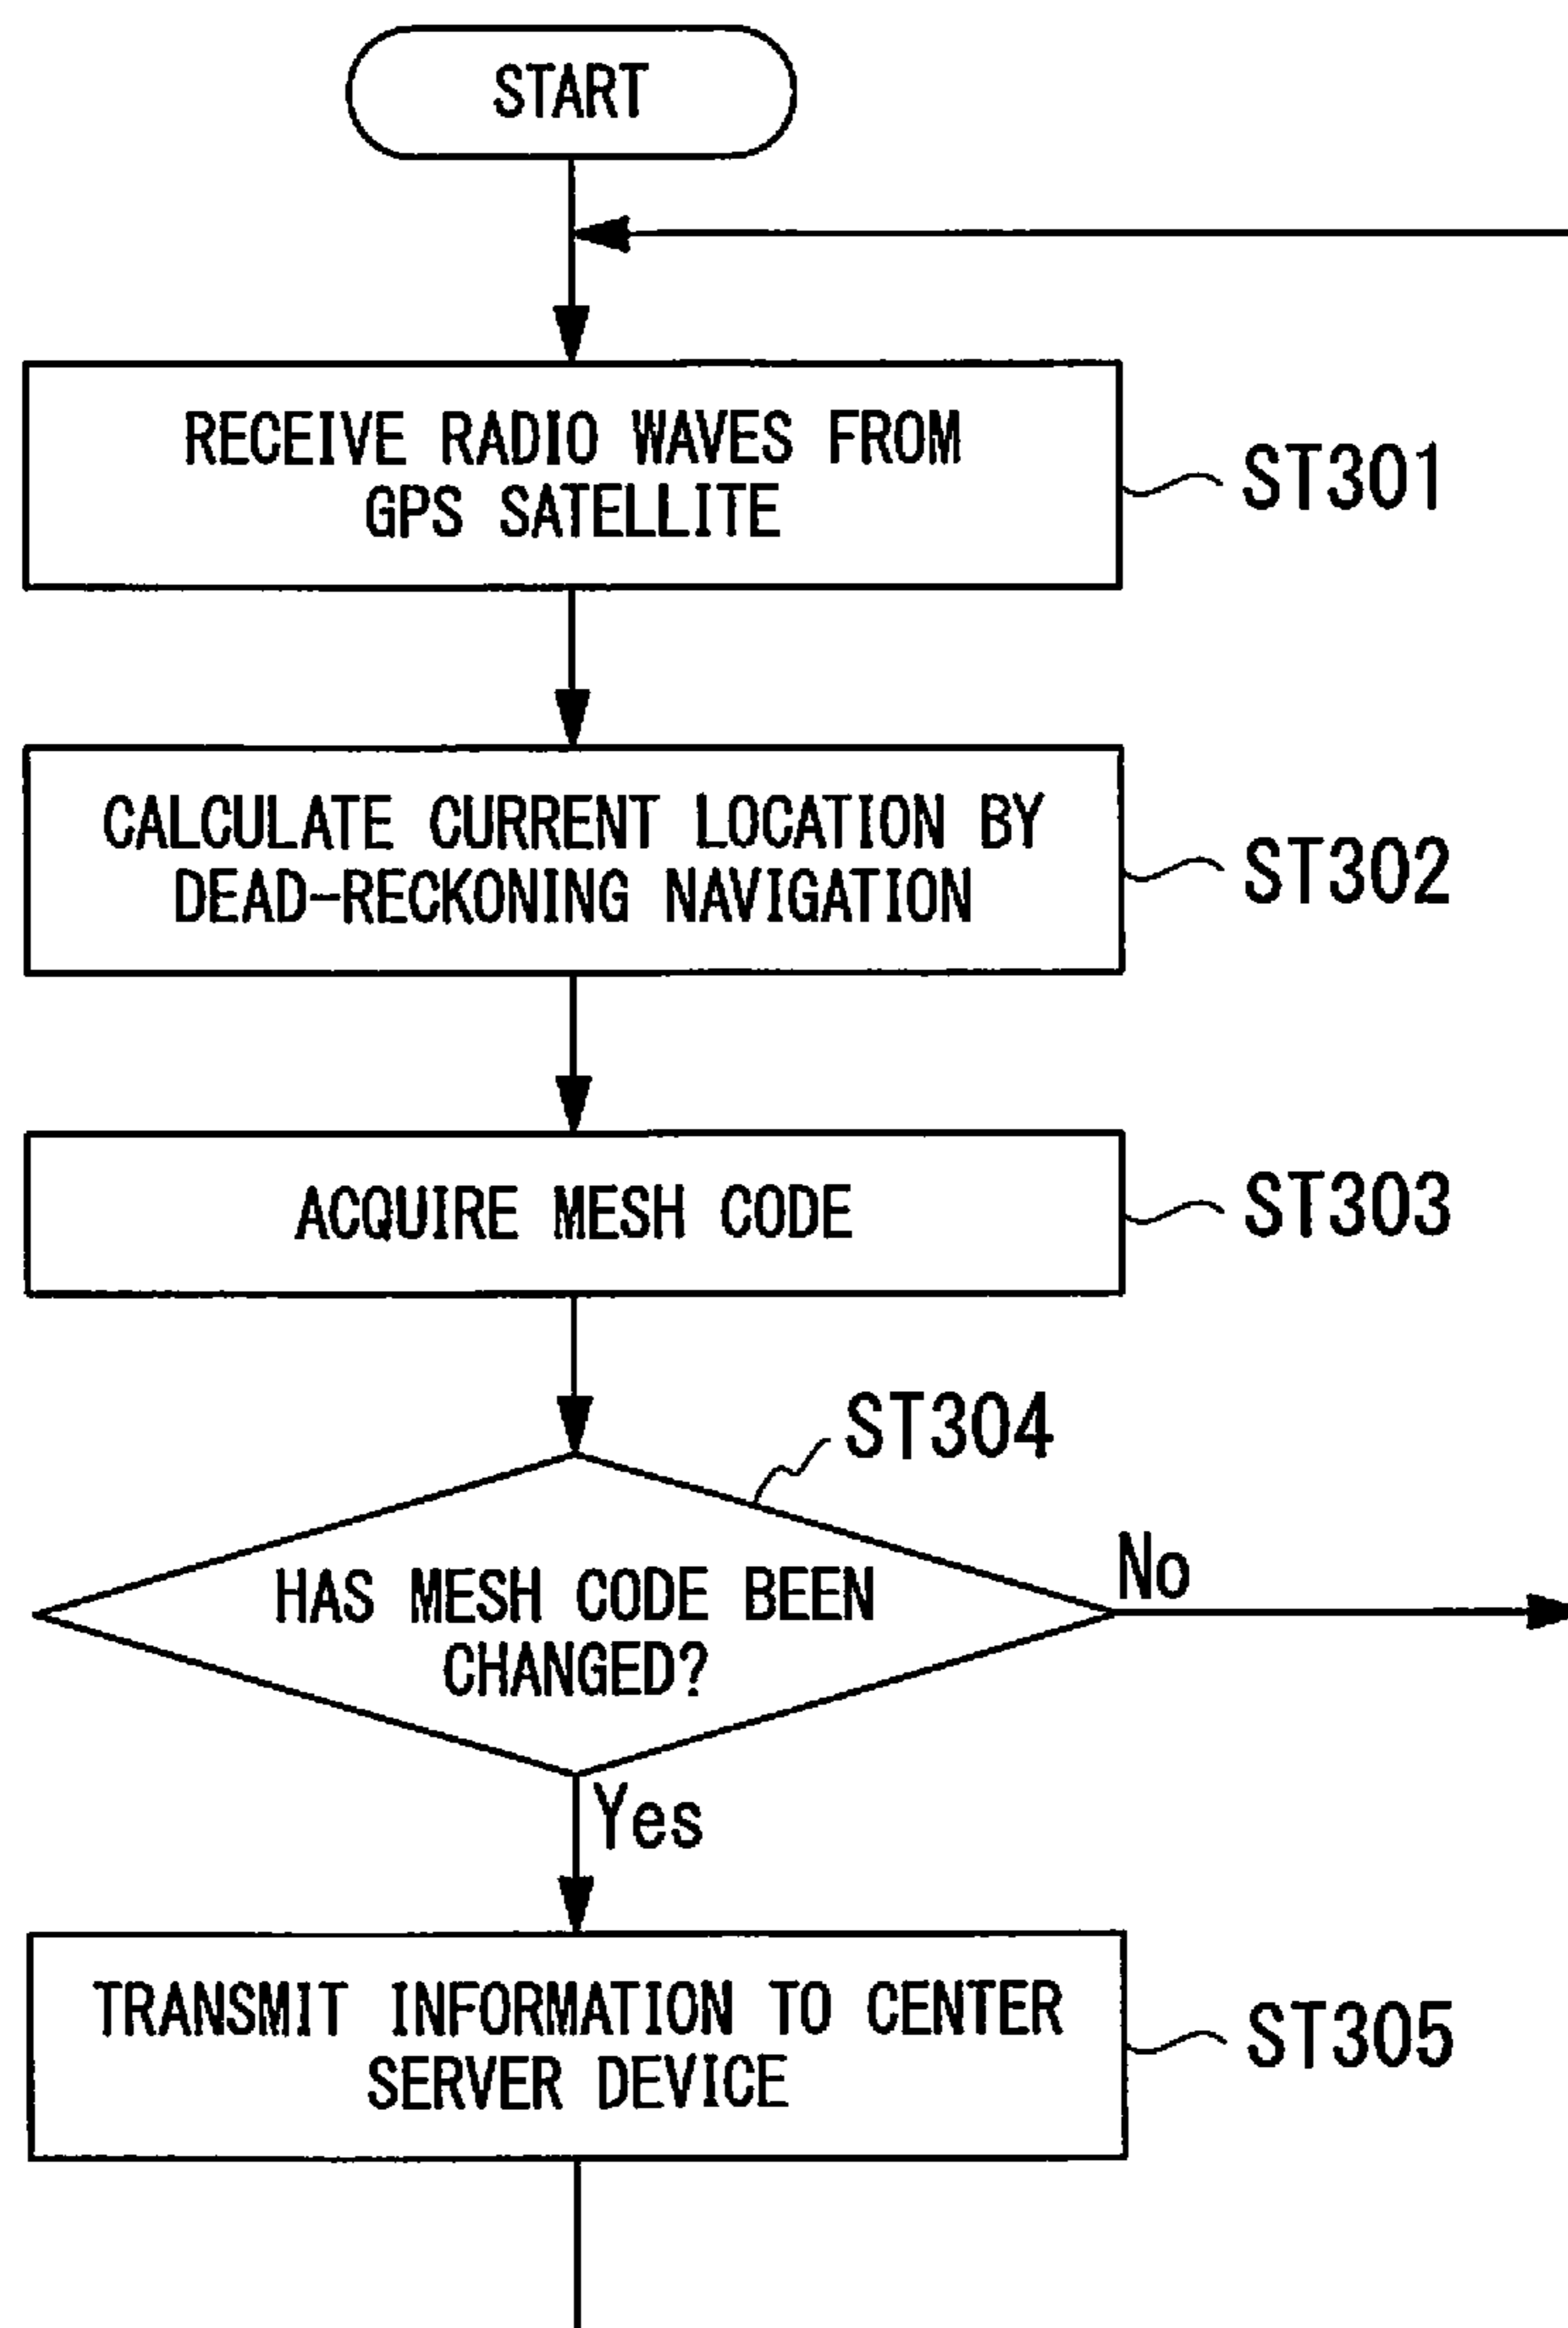 START
RECEIVE RADIO WAVES FROM
GPS SATELLITE
ST301
CALCULATE CURRENT LOCATION BY
DEAD-RECKONING NAVIGATION
ST302
ACQUIRE MESH CODE
ST303
ST304
HAS MESH CODE BEEN
CHANGED?
No
Yes
TRANSMIT INFORMATION TO CENTER
SERVER DEVICE
ST305